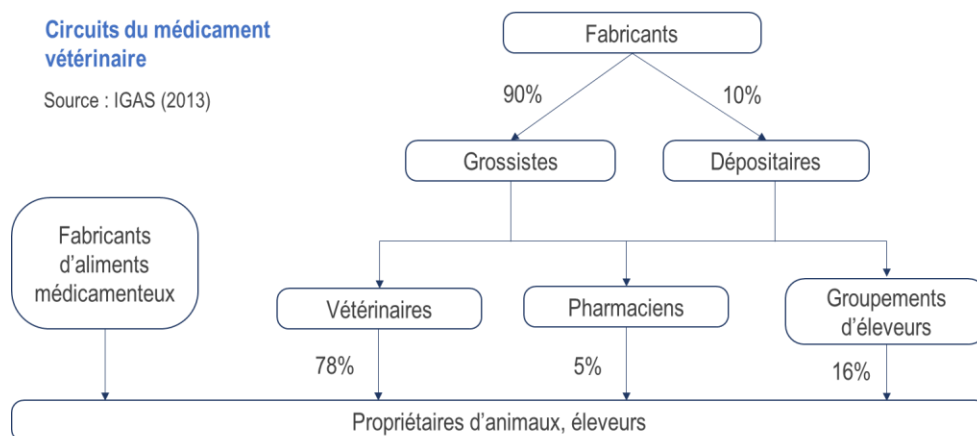 Circuits du médicament
vétérinaire
Source : IGAS (2013)
Fabricants
90%
10%
Grossistes
Dépositaires
Fabricants
d'aliments
médicamenteux
Vétérinaires
Pharmaciens
Groupements
d'éleveurs
78%
5%
16%
Propriétaires d'animaux, éleveurs